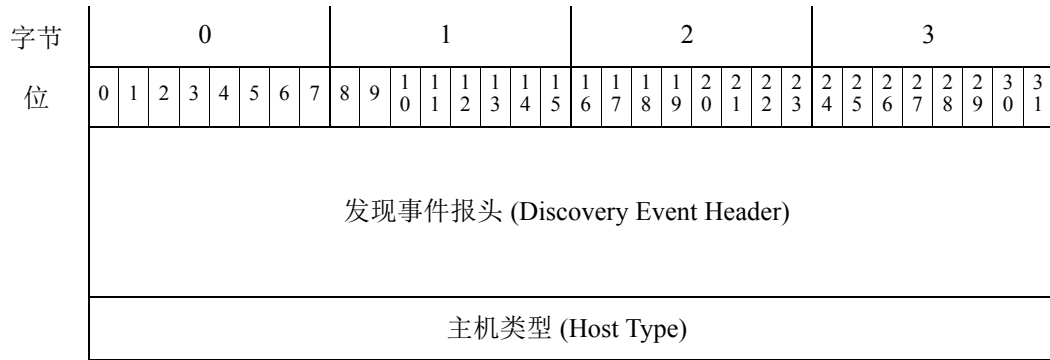 字节 0 1 2 3
位 0 1 2 3 4 5 6 7 8 9 10 11 12 13 14 15 16 17 18 19 20 21 22 23 24 25 26 27 28 29 30 31
发现事件报头 (Discovery Event Header)
主机类型 (Host Type)